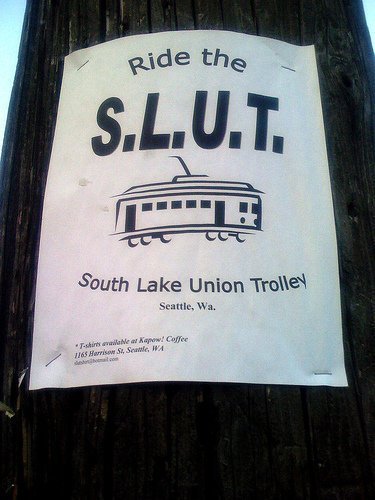 Ride the
S.L.U.T.
South Lake Union Trolley
Seattle, Wa.
* T-shirts available at Kapow! Coffee
1165 Harrison St, Seattle, WA